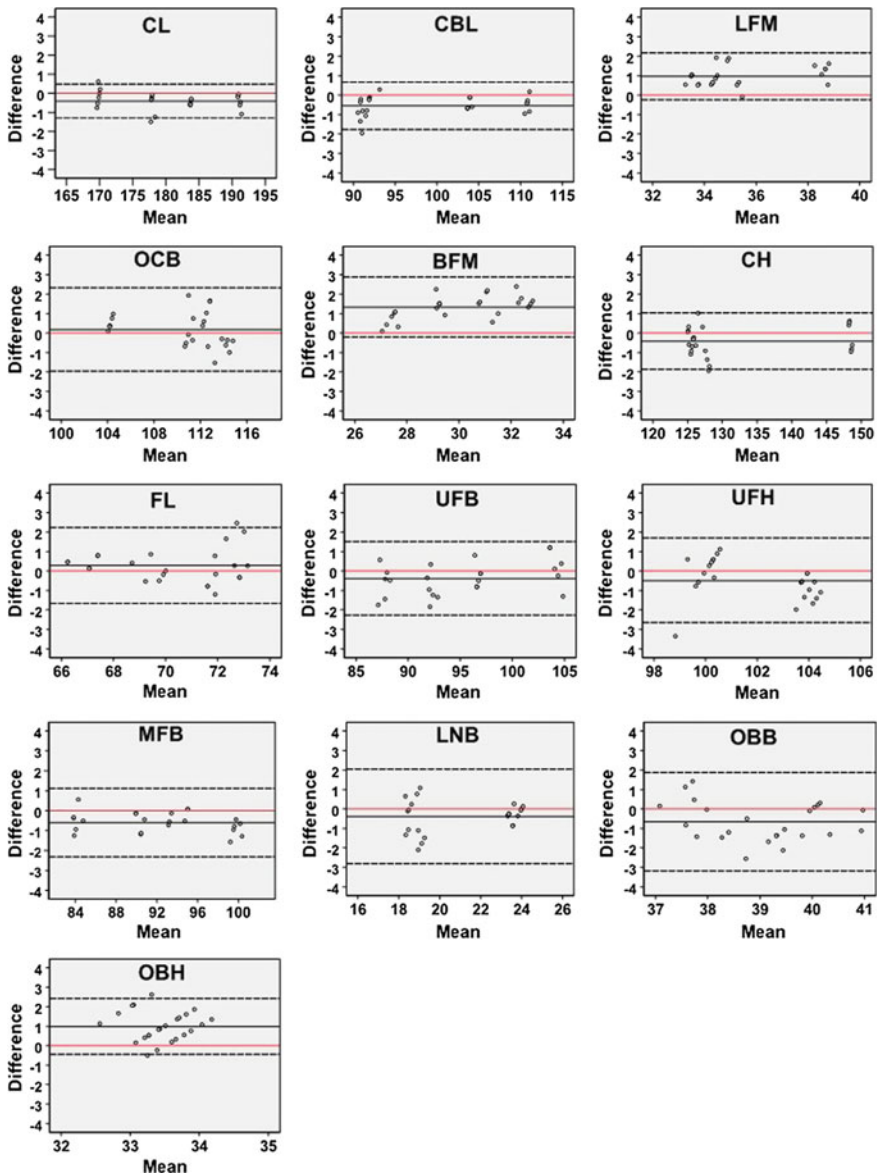 CL
Difference
4
3
2
1
0
-1
-2
-3
-4
165 170 175 180 185 190 195
Mean
CBL
Difference
4
3
2
1
0
-1
-2
-3
-4
90 95 100 105 110 115
Mean
LFM
Difference
4
3
2
1
0
-1
-2
-3
-4
32 34 36 38 40
Mean
OCB
Difference
4
3
2
1
0
-1
-2
-3
-4
100 104 108 112 116
Mean
BFM
Difference
4
3
2
1
0
-1
-2
-3
-4
26 28 30 32 34
Mean
CH
Difference
4
3
2
1
0
-1
-2
-3
-4
120 125 130 135 140 145 150
Mean
FL
Difference
4
3
2
1
0
-1
-2
-3
-4
66 68 70 72 74
Mean
UFB
Difference
4
3
2
1
0
-1
-2
-3
-4
84 88 92 96 100 104
Mean
UFH
Difference
4
3
2
1
0
-1
-2
-3
-4
98 100 102 104 106
Mean
MFB
Difference
4
3
2
1
0
-1
-2
-3
-4
84 88 92 96 100
Mean
LNB
Difference
4
3
2
1
0
-1
-2
-3
-4
16 18 20 22 24 26
Mean
OBB
Difference
4
3
2
1
0
-1
-2
-3
-4
37 38 39 40 41
Mean
OBH
Difference
4
3
2
1
0
-1
-2
-3
-4
32 33 34 35
Mean